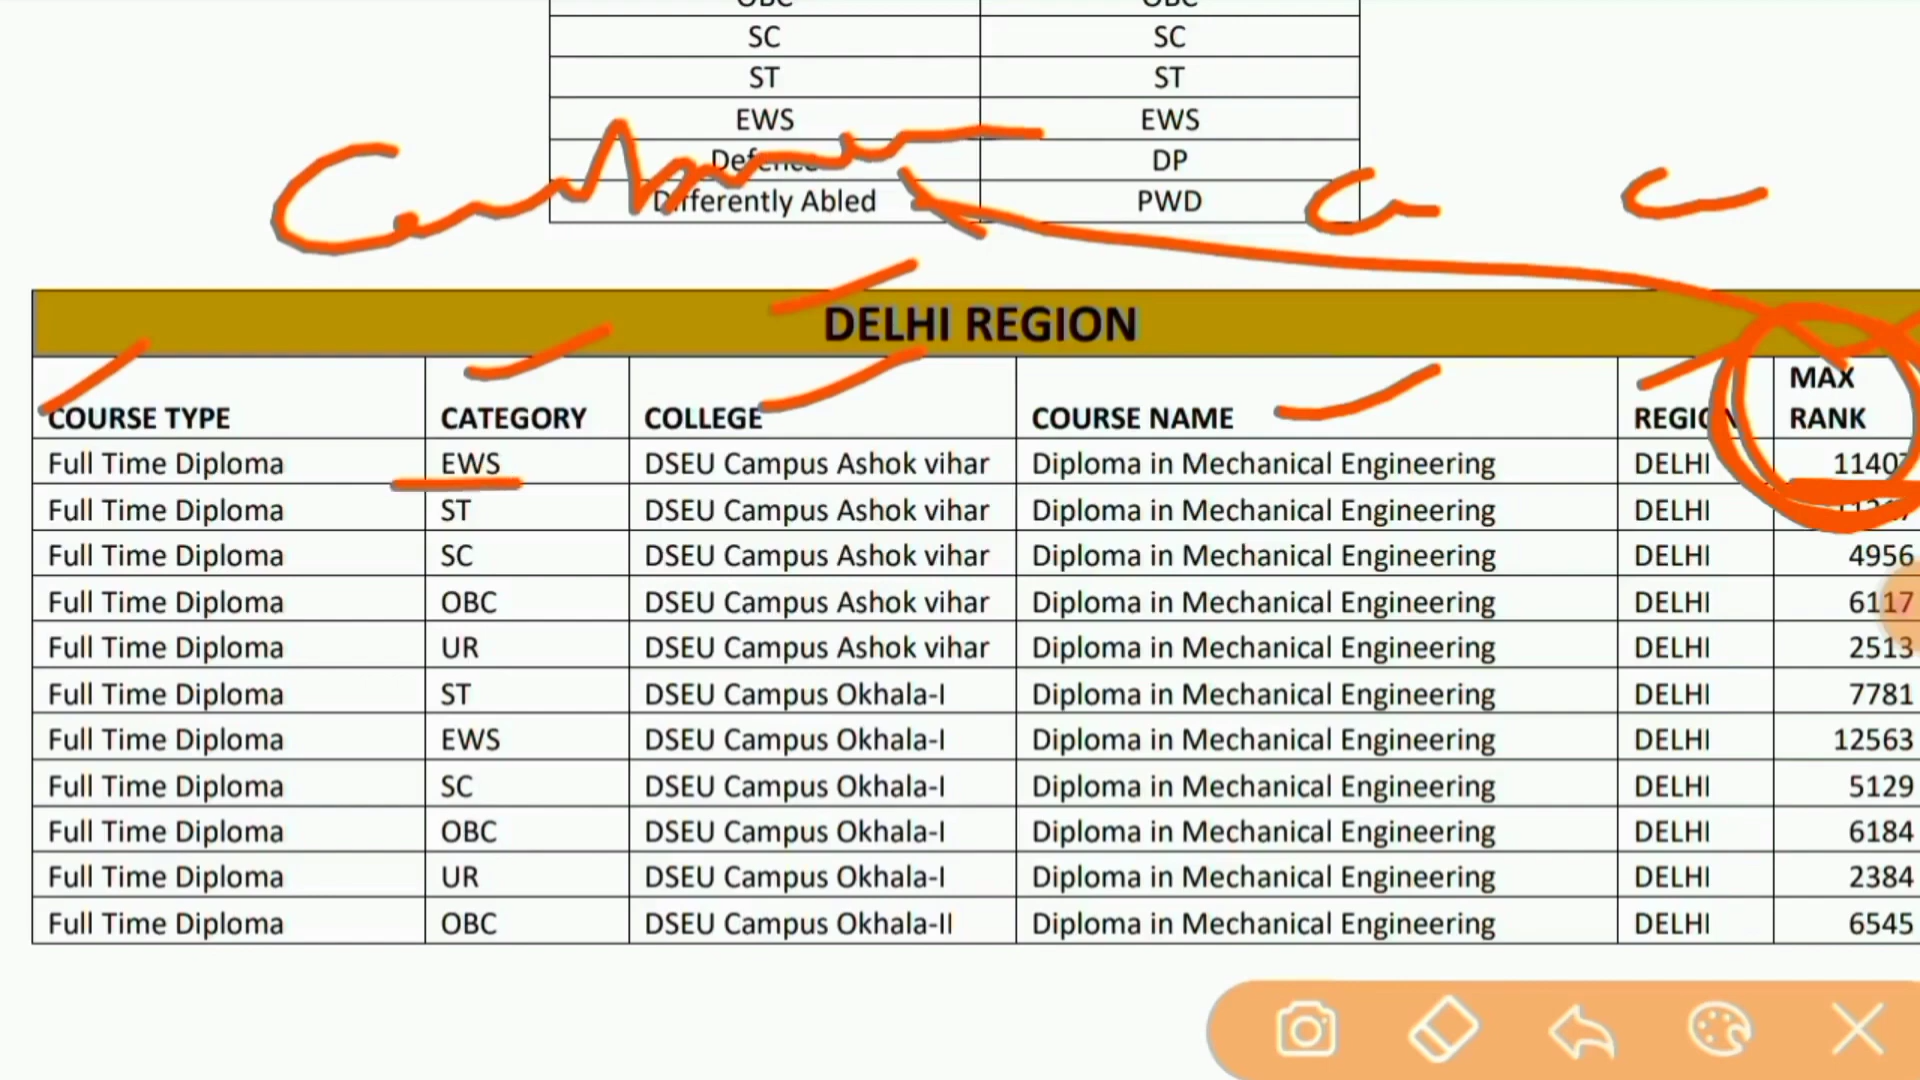 OBC OBC
SC SC
ST ST
EWS EWS
Defence DP
Differently Abled PWD
DELHI REGION
COURSE TYPE CATEGORY COLLEGE COURSE NAME REGION MAX RANK
Full Time Diploma EWS DSEU Campus Ashok vihar Diploma in Mechanical Engineering DELHI
Full Time Diploma ST DSEU Campus Ashok vihar Diploma in Mechanical Engineering DELHI
Full Time Diploma SC DSEU Campus Ashok vihar Diploma in Mechanical Engineering DELHI 4956
Full Time Diploma OBC DSEU Campus Ashok vihar Diploma in Mechanical Engineering DELHI 6117
Full Time Diploma UR DSEU Campus Ashok vihar Diploma in Mechanical Engineering DELHI 2513
Full Time Diploma ST DSEU Campus Okhala-I Diploma in Mechanical Engineering DELHI 7781
Full Time Diploma EWS DSEU Campus Okhala-I Diploma in Mechanical Engineering DELHI 12563
Full Time Diploma SC DSEU Campus Okhala-I Diploma in Mechanical Engineering DELHI 5129
Full Time Diploma OBC DSEU Campus Okhala-I Diploma in Mechanical Engineering DELHI 6184
Full Time Diploma UR DSEU Campus Okhala-I Diploma in Mechanical Engineering DELHI 2384
Full Time Diploma OBC DSEU Campus Okhala-II Diploma in Mechanical Engineering DELHI 6545